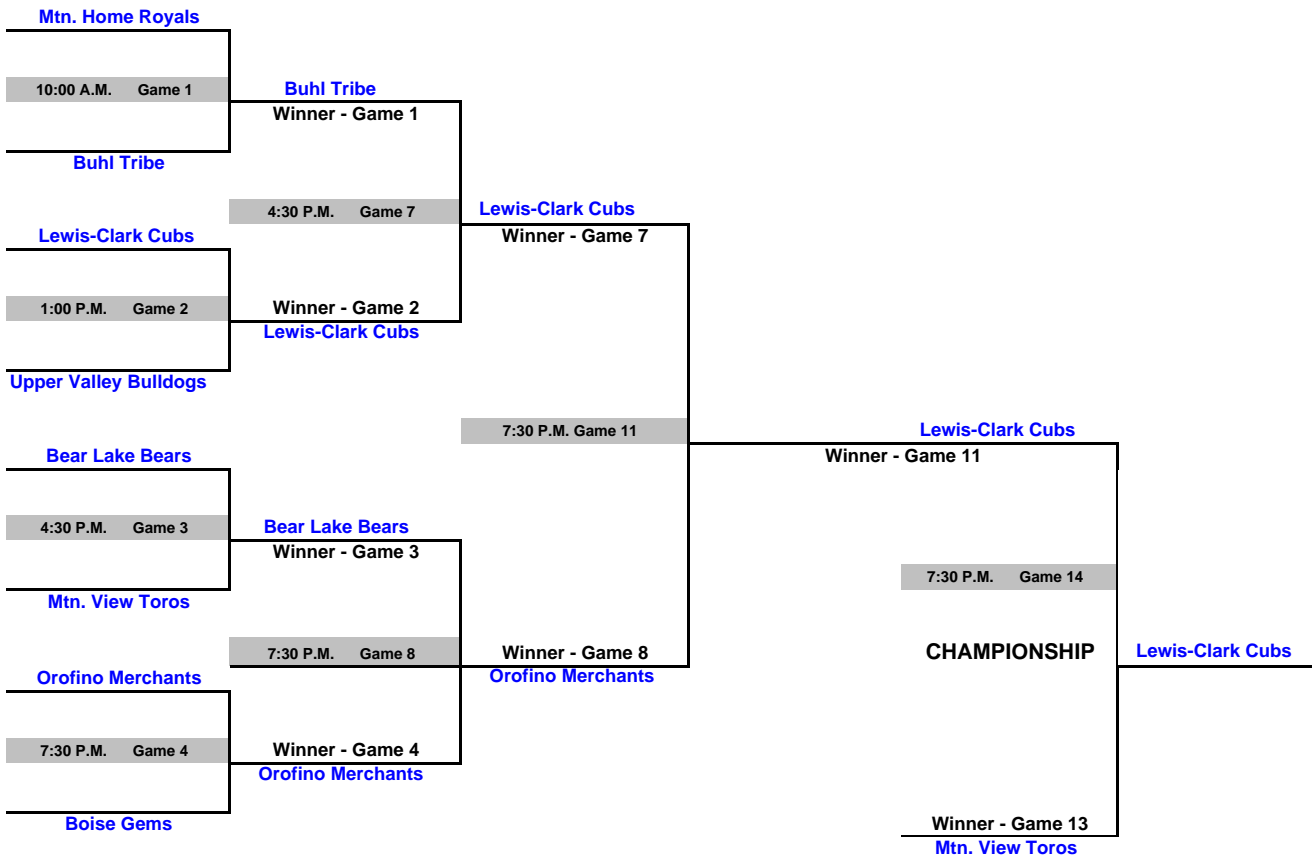 Mtn. Home Royals
10:00 A.M. Game 1
Buhl Tribe
Winner - Game 1
Buhl Tribe
4:30 P.M. Game 7
Lewis-Clark Cubs
Winner - Game 7
Lewis-Clark Cubs
1:00 P.M. Game 2
Winner - Game 2
Lewis-Clark Cubs
Upper Valley Bulldogs
7:30 P.M. Game 11
Lewis-Clark Cubs
Winner - Game 11
Bear Lake Bears
4:30 P.M. Game 3
Bear Lake Bears
Winner - Game 3
7:30 P.M. Game 14
Mtn. View Toros
7:30 P.M. Game 8
Winner - Game 8
Orofino Merchants
CHAMPIONSHIP
Lewis-Clark Cubs
Orofino Merchants
7:30 P.M. Game 4
Winner - Game 4
Orofino Merchants
Boise Gems
Winner - Game 13
Mtn. View Toros